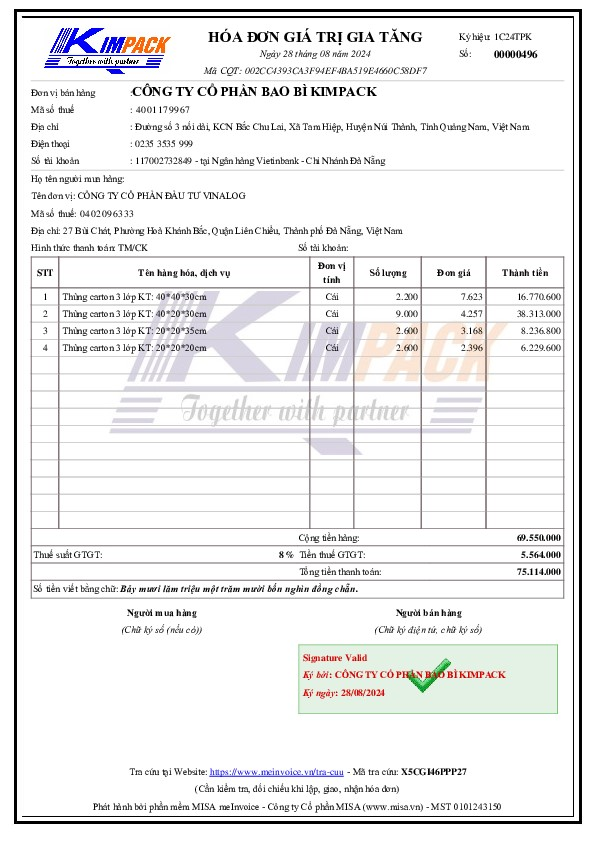 KIMPACK
Together with partner
HÓA ĐƠN GIÁ TRỊ GIA TĂNG
Ngày 28 tháng 08 năm 2024
Mã CQT: 002CC4393CA3F94EF4BA519E4660C58DF7
Ký hiệu: 1C24TPK
Số: 00000496
Đơn vị bán hàng :CÔNG TY CỔ PHẦN BAO BÌ KIMPACK
Mã số thuế : 4001179967
Địa chỉ : Đường số 3 nối dài, KCN Bắc Chu Lai, Xã Tam Hiệp, Huyện Núi Thành, Tỉnh Quảng Nam, Việt Nam
Điện thoại : 0235 3535 999
Số tài khoản : 117002732849 - tại Ngân hàng Vietinbank - Chi Nhánh Đà Nẵng
Họ tên người mua hàng:
Tên đơn vị: CÔNG TY CỔ PHẦN ĐẦU TƯ VINALOG
Mã số thuế: 0402096333
Địa chỉ: 27 Bùi Chát, Phường Hoà Khánh Bắc, Quận Liên Chiểu, Thành phố Đà Nẵng, Việt Nam
Hình thức thanh toán: TM/CK Số tài khoản:
STT Tên hàng hóa, dịch vụ Đơn vị tính Số lượng Đơn giá Thành tiền
1 Thùng carton 3 lớp KT: 40*40*30cm Cái 2.200 7.623 16.770.600
2 Thùng carton 3 lớp KT: 40*20*30cm Cái 9.000 4.257 38.313.000
3 Thùng carton 3 lớp KT: 20*20*35cm Cái 2.600 3.168 8.236.800
4 Thùng carton 3 lớp KT: 20*20*20cm Cái 2.600 2.396 6.229.600
KIMPACK
Together with partner
Cộng tiền hàng: 69.550.000
Thuế suất GTGT: 8 % Tiền thuế GTGT: 5.564.000
Tổng tiền thanh toán: 75.114.000
Số tiền viết bằng chữ: Bảy mươi lăm triệu một trăm mười bốn nghìn đồng chẵn.
Người mua hàng Người bán hàng
(Chữ ký số (nếu có)) (Chữ ký điện tử, chữ ký số)
Signature Valid
Ký bởi: CÔNG TY CỔ PHẦN BAO BÌ KIMPACK
Ký ngày: 28/08/2024
Tra cứu tại Website: https://www.meinvoice.vn/tra-cuu - Mã tra cứu: X5CGI46PPP27
(Cần kiểm tra, đối chiếu khi lập, giao, nhận hóa đơn)
Phát hành bởi phần mềm MISA meInvoice - Công ty Cổ phần MISA (www.misa.vn) - MST 0101243150